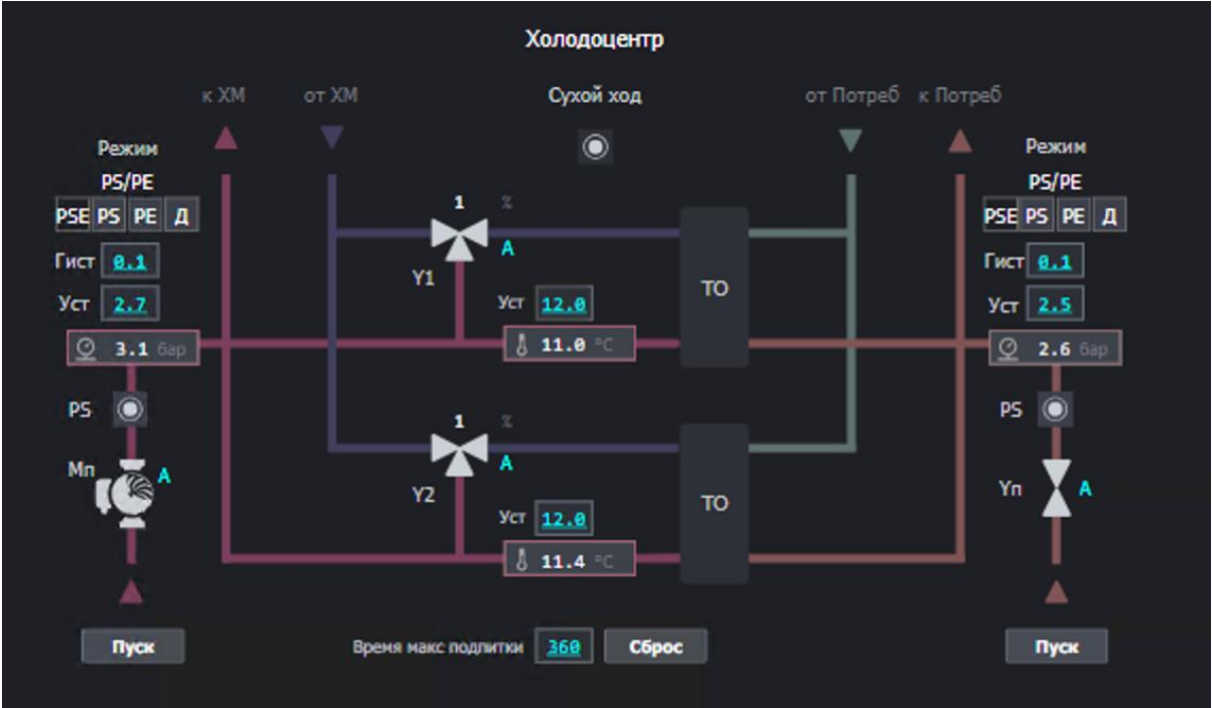 Холодоцентр
к ХМ от ХМ Сухой ход от Потреб к Потреб
Режим Режим
PS/PE PS/PE
PSE PS PE Д 1 % PSE PS PE Д
A
Гист 0.1 Y1 Гист 0.1
Уст 2.7 Уст 12.0 ТО Уст 2.5
3.1 бар 11.0 °C 2.6 бар
PS 1 % PS
Мп A A Yп A
Y2 ТО
Уст 12.0
11.4 °C
Пуск Время макс подпитки 360 Сброс Пуск